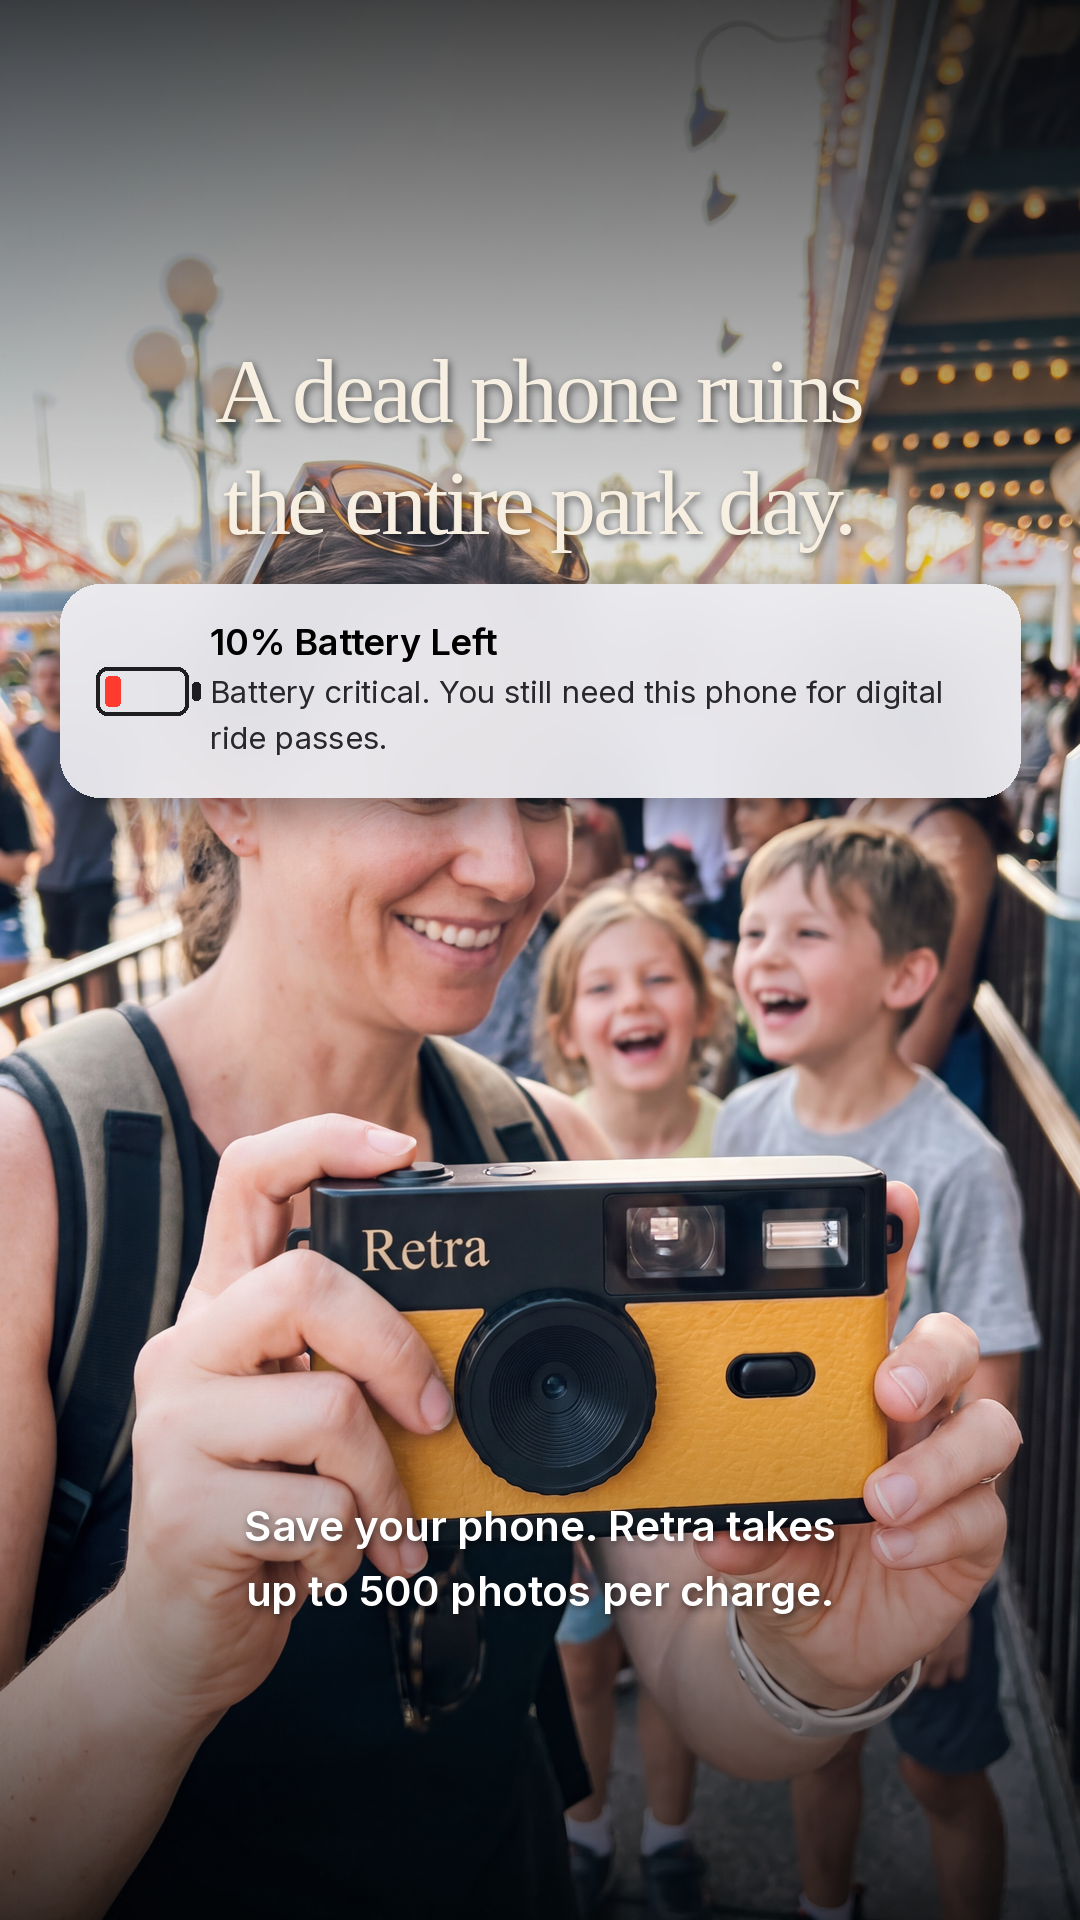 A dead phone ruins
the entire park day.
10% Battery Left
Battery critical. You still need this phone for digital
ride passes.
Retra
Save your phone. Retra takes
up to 500 photos per charge.